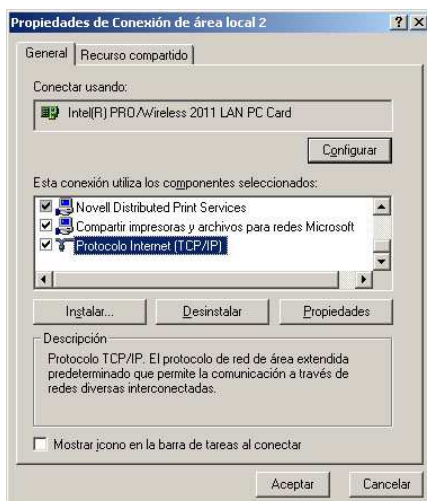 Propiedades de Conexión de área local 2
General
Recurso compartido
Conectar usando:
Intel(R) PRO/Wireless 2011 LAN PC Card
Configurar
Esta conexión utiliza los componentes seleccionados:
Novell Distributed Print Services
Compartir impresoras y archivos para redes Microsoft
Protocolo Internet (TCP/IP)
Instalar...
Desinstalar
Propiedades
Descripción
Protocolo TCP/IP. El protocolo de red de área extendida
predeterminado que permite la comunicación a través de
redes diversas interconectadas.
Mostrar icono en la barra de tareas al conectar
Aceptar
Cancelar